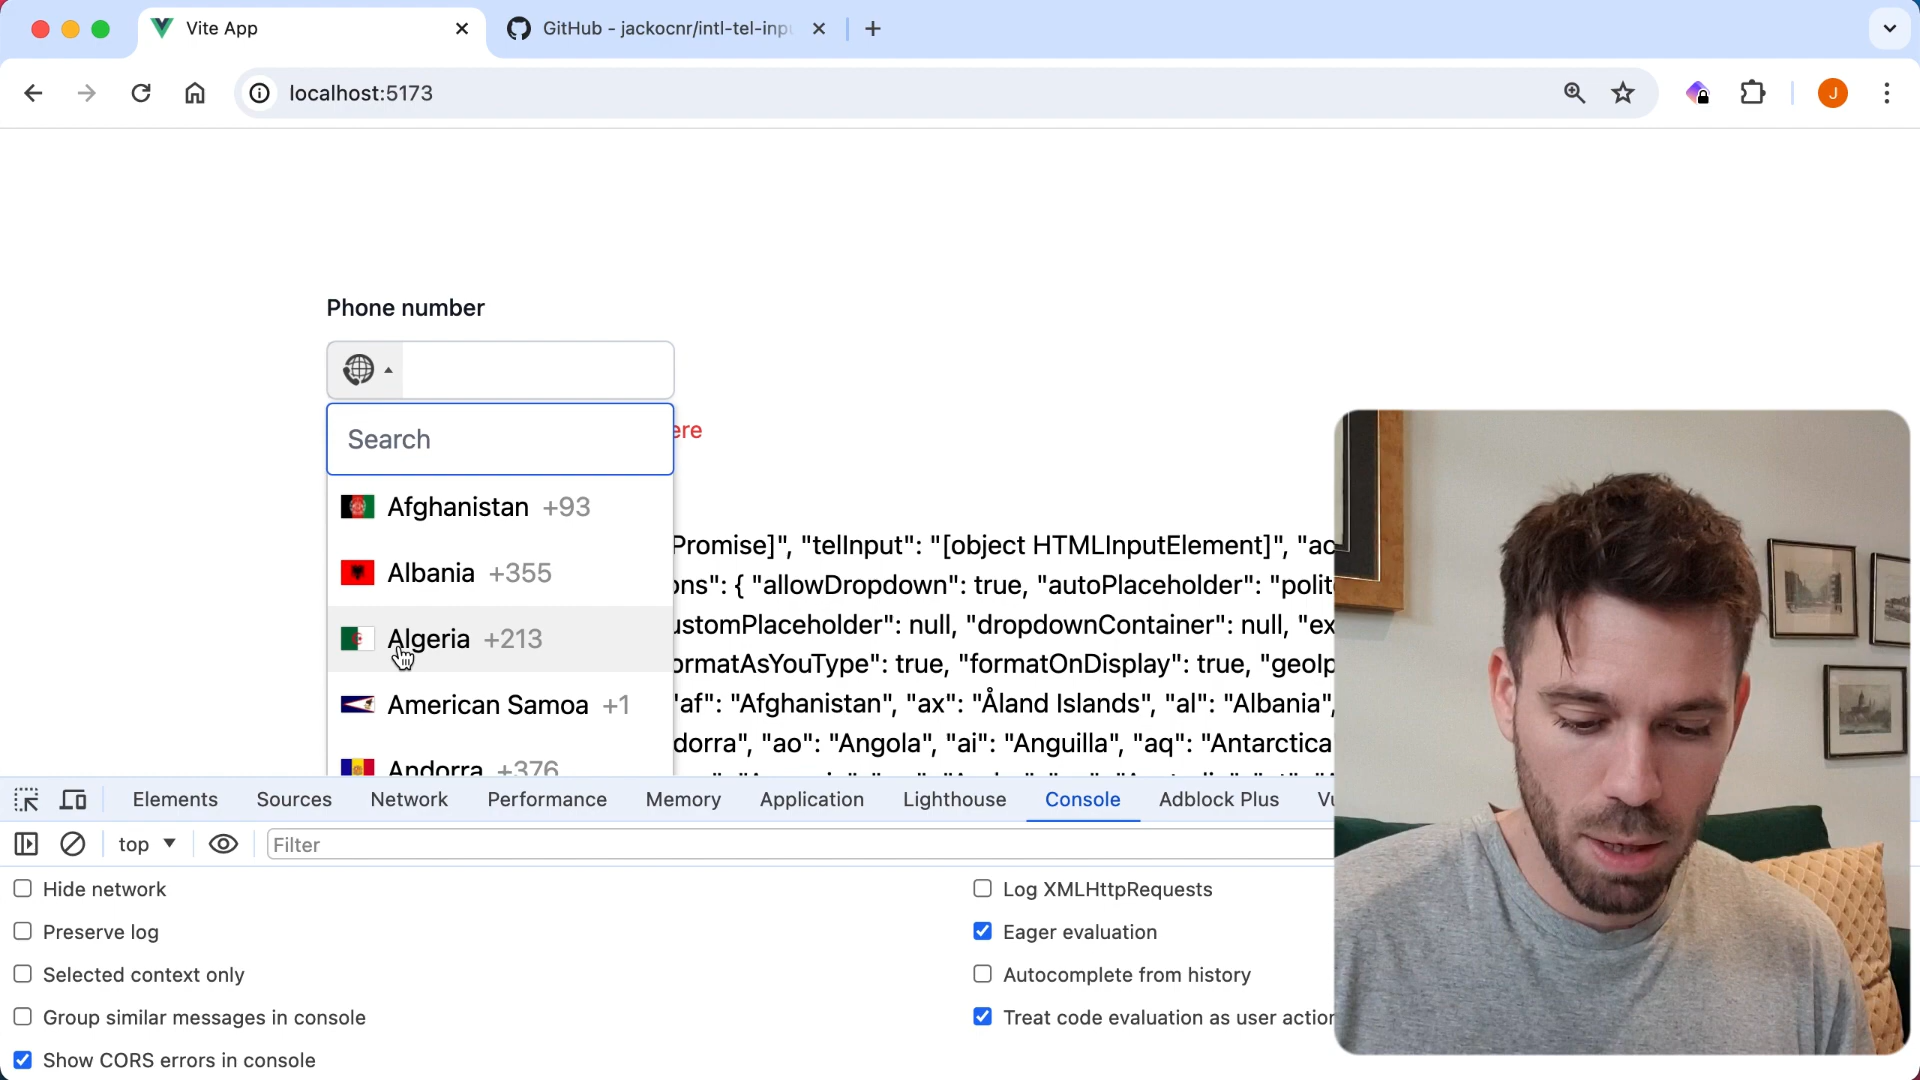 Vite App
GitHub - jackocnr/intl-tel-inp
localhost:5173
J
Phone number
Search
ere
Afghanistan +93
Promise]", "telInput": "[object HTMLInputElement]", "ac
Albania +355
ons": { "allowDropdown": true, "autoPlaceholder": "polit
ustomPlaceholder": null, "dropdownContainer": null, "ex
Algeria +213
ormatAsYouType": true, "formatOnDisplay": true, "geoIp
American Samoa +1
"af": "Afghanistan", "ax": "Åland Islands", "al": "Albania",
dorra", "ao": "Angola", "ai": "Anguilla", "aq": "Antarctica
Andorra +376
Elements Sources Network Performance Memory Application Lighthouse Console Adblock Plus Vu
top
Filter
Hide network
Log XMLHttpRequests
Preserve log
Eager evaluation
Selected context only
Autocomplete from history
Group similar messages in console
Treat code evaluation as user action
Show CORS errors in console